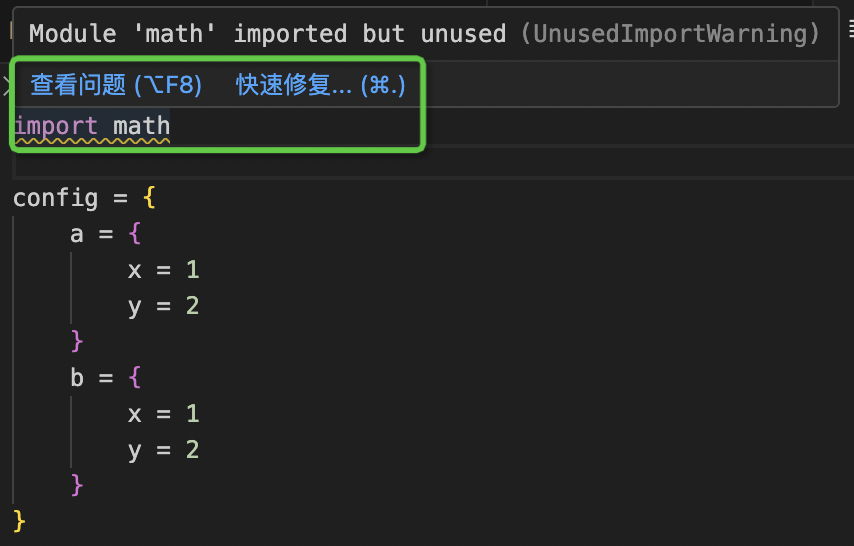 Module 'math' imported but unused (UnusedImportWarning)
查看问题 (⌥F8) 快速修复... (⌘.)
import math
config = {
    a = {
        x = 1
        y = 2
    }
    b = {
        x = 1
        y = 2
    }
}